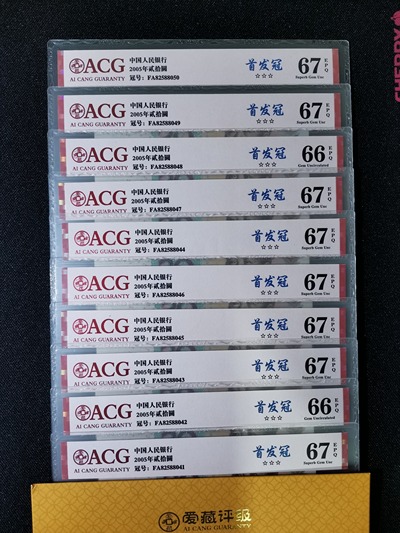 CHERRY
ACG 中国人民银行 首发冠 67 EPQ
AI CANG GUARANTY 2005年贰拾圆 冠号：FA82588050 ☆☆☆ Superb Gem Unc
ACG 中国人民银行 首发冠 67 EPQ
AI CANG GUARANTY 2005年贰拾圆 冠号：FA82588049 ☆☆☆ Superb Gem Unc
ACG 中国人民银行 首发冠 66 EPQ
AI CANG GUARANTY 2005年贰拾圆 冠号：FA82588048 ☆☆☆ Gem Uncirculated
ACG 中国人民银行 首发冠 67 EPQ
AI CANG GUARANTY 2005年贰拾圆 冠号：FA82588047 ☆☆☆ Superb Gem Unc
ACG 中国人民银行 首发冠 67 EPQ
AI CANG GUARANTY 2005年贰拾圆 冠号：FA82588044 ☆☆☆ Superb Gem Unc
ACG 中国人民银行 首发冠 67 EPQ
AI CANG GUARANTY 2005年贰拾圆 冠号：FA82588046 ☆☆☆ Superb Gem Unc
ACG 中国人民银行 首发冠 67 EPQ
AI CANG GUARANTY 2005年贰拾圆 冠号：FA82588045 ☆☆☆ Superb Gem Unc
ACG 中国人民银行 首发冠 67 EPQ
AI CANG GUARANTY 2005年贰拾圆 冠号：FA82588043 ☆☆☆ Superb Gem Unc
ACG 中国人民银行 首发冠 66 EPQ
AI CANG GUARANTY 2005年贰拾圆 冠号：FA82588042 ☆☆☆ Gem Uncirculated
ACG 中国人民银行 首发冠 67 EPQ
AI CANG GUARANTY 2005年贰拾圆 冠号：FA82588041 ☆☆☆ Superb Gem Unc
爱藏评级
AI CANG GUARANTY